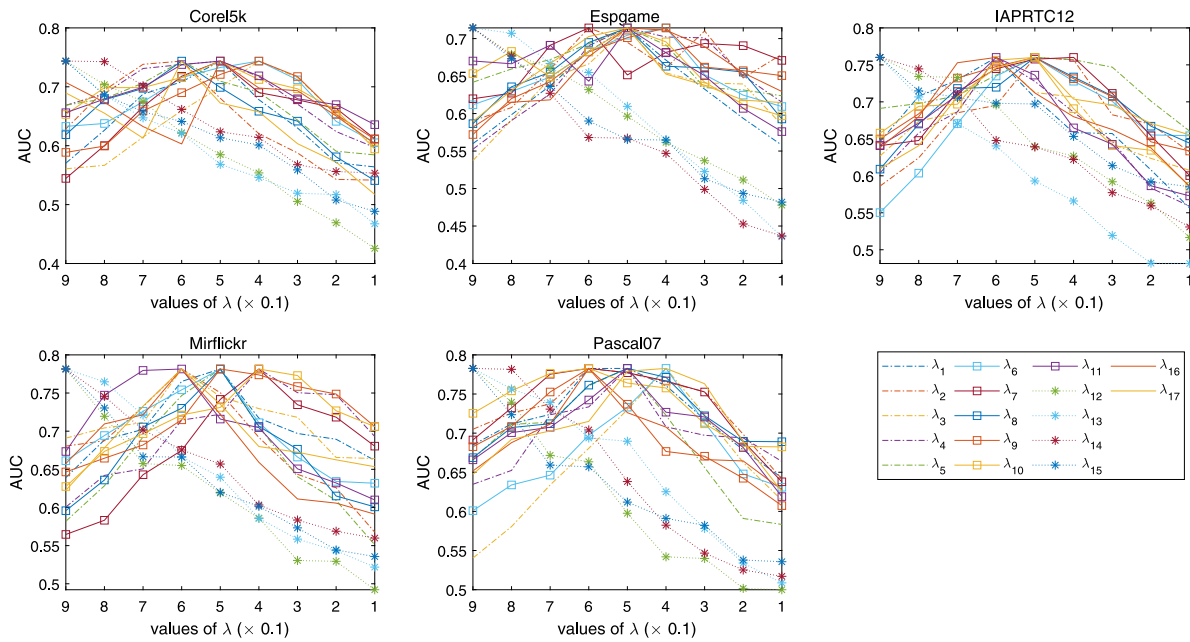 Corel5k
0.8
0.7
0.6
0.5
0.4
AUC
9 8 7 6 5 4 3 2 1
values of λ (× 0.1)
Espgame
0.7
0.65
0.6
0.55
0.5
0.45
0.4
AUC
9 8 7 6 5 4 3 2 1
values of λ (× 0.1)
IAPRTC12
0.8
0.75
0.7
0.65
0.6
0.55
0.5
AUC
9 8 7 6 5 4 3 2 1
values of λ (× 0.1)
Mirflickr
0.8
0.75
0.7
0.65
0.6
0.55
0.5
AUC
9 8 7 6 5 4 3 2 1
values of λ (× 0.1)
Pascal07
0.8
0.75
0.7
0.65
0.6
0.55
0.5
AUC
9 8 7 6 5 4 3 2 1
values of λ (× 0.1)
λ1 λ6 λ11 λ16
λ2 λ7 λ12 λ17
λ3 λ8 λ13
λ4 λ9 λ14
λ5 λ10 λ15